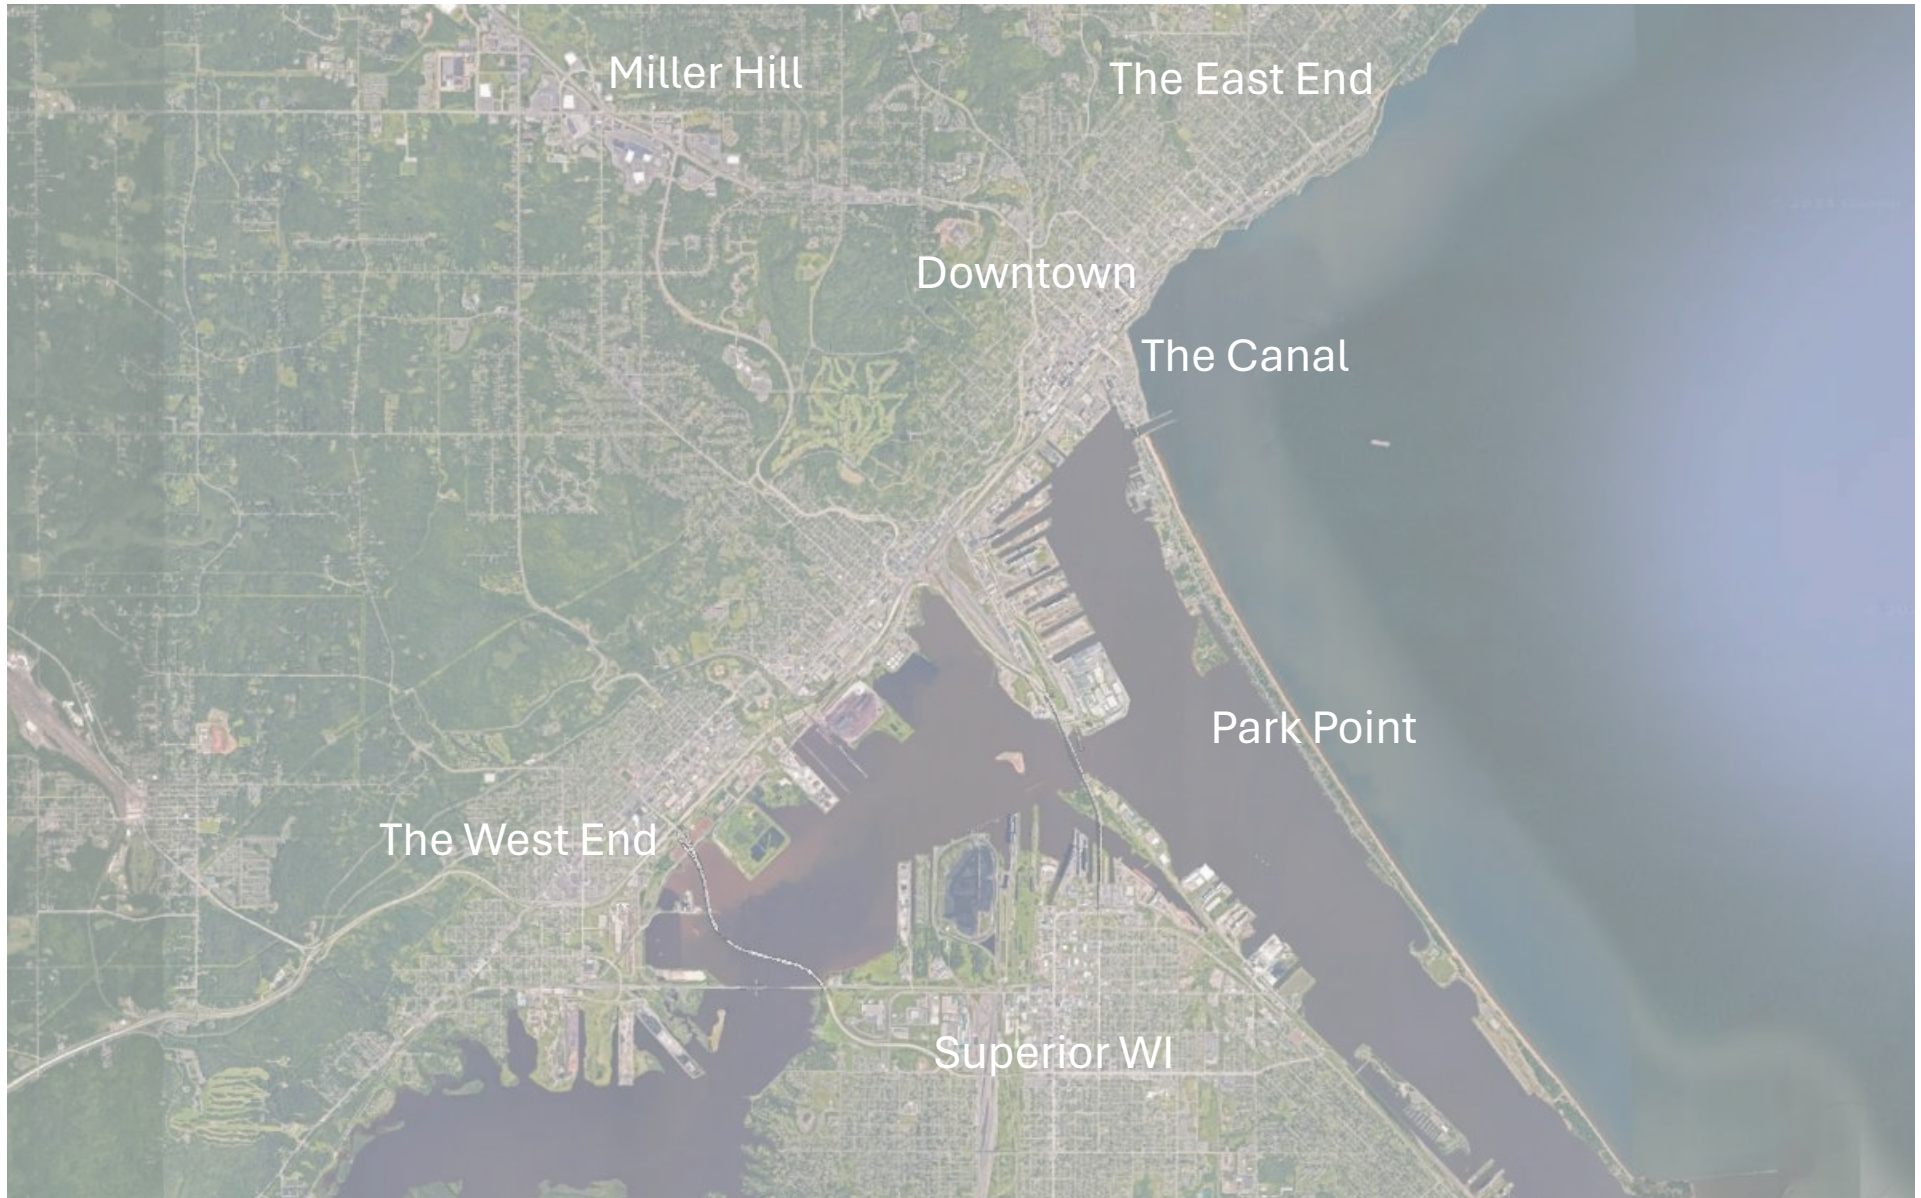 Miller Hill
The East End
Downtown
The Canal
Park Point
The West End
Superior WI